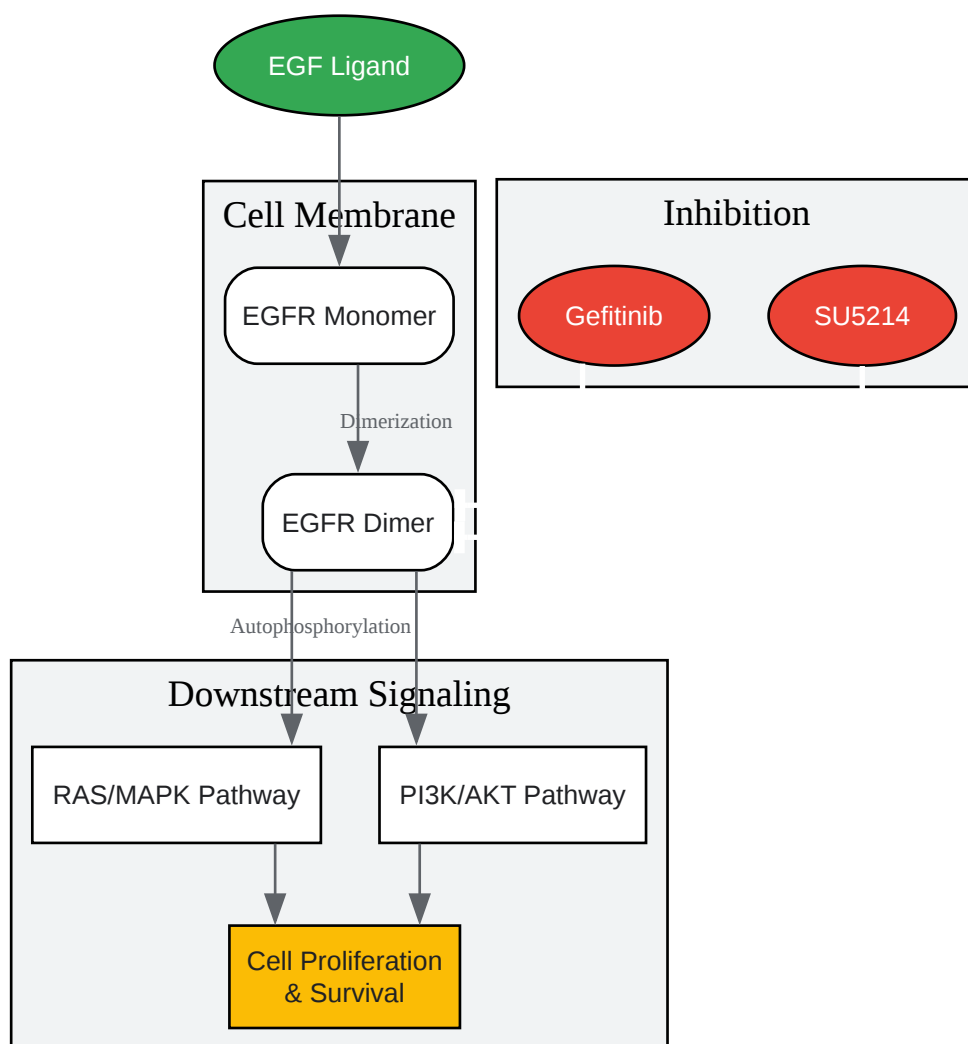 EGF Ligand
Cell Membrane
Inhibition
EGFR Monomer
Gefitinib
SU5214
Dimerization
EGFR Dimer
Autophosphorylation
Downstream Signaling
RAS/MAPK Pathway
PI3K/AKT Pathway
Cell Proliferation
& Survival